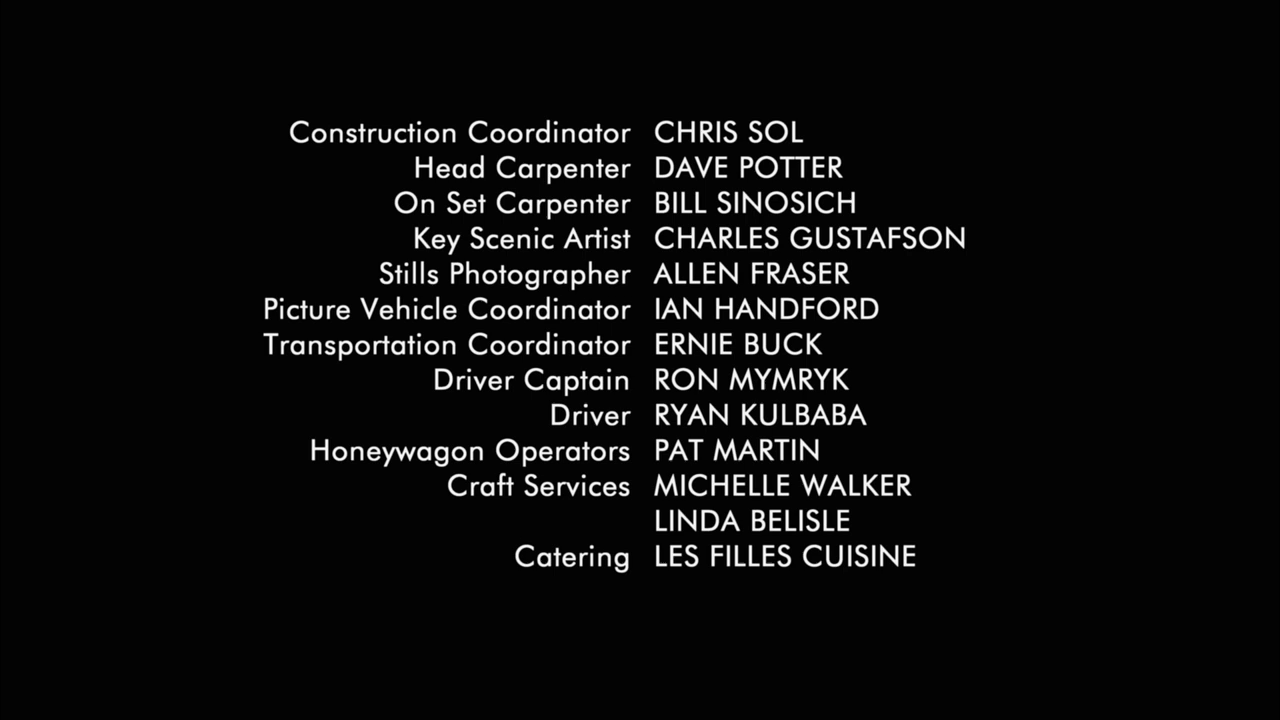 Construction Coordinator CHRIS SOL
Head Carpenter DAVE POTTER
On Set Carpenter BILL SINOSICH
Key Scenic Artist CHARLES GUSTAFSON
Stills Photographer ALLEN FRASER
Picture Vehicle Coordinator IAN HANDFORD
Transportation Coordinator ERNIE BUCK
Driver Captain RON MYMRYK
Driver RYAN KULBABA
Honeywagon Operators PAT MARTIN
Craft Services MICHELLE WALKER
LINDA BELISLE
Catering LES FILLES CUISINE